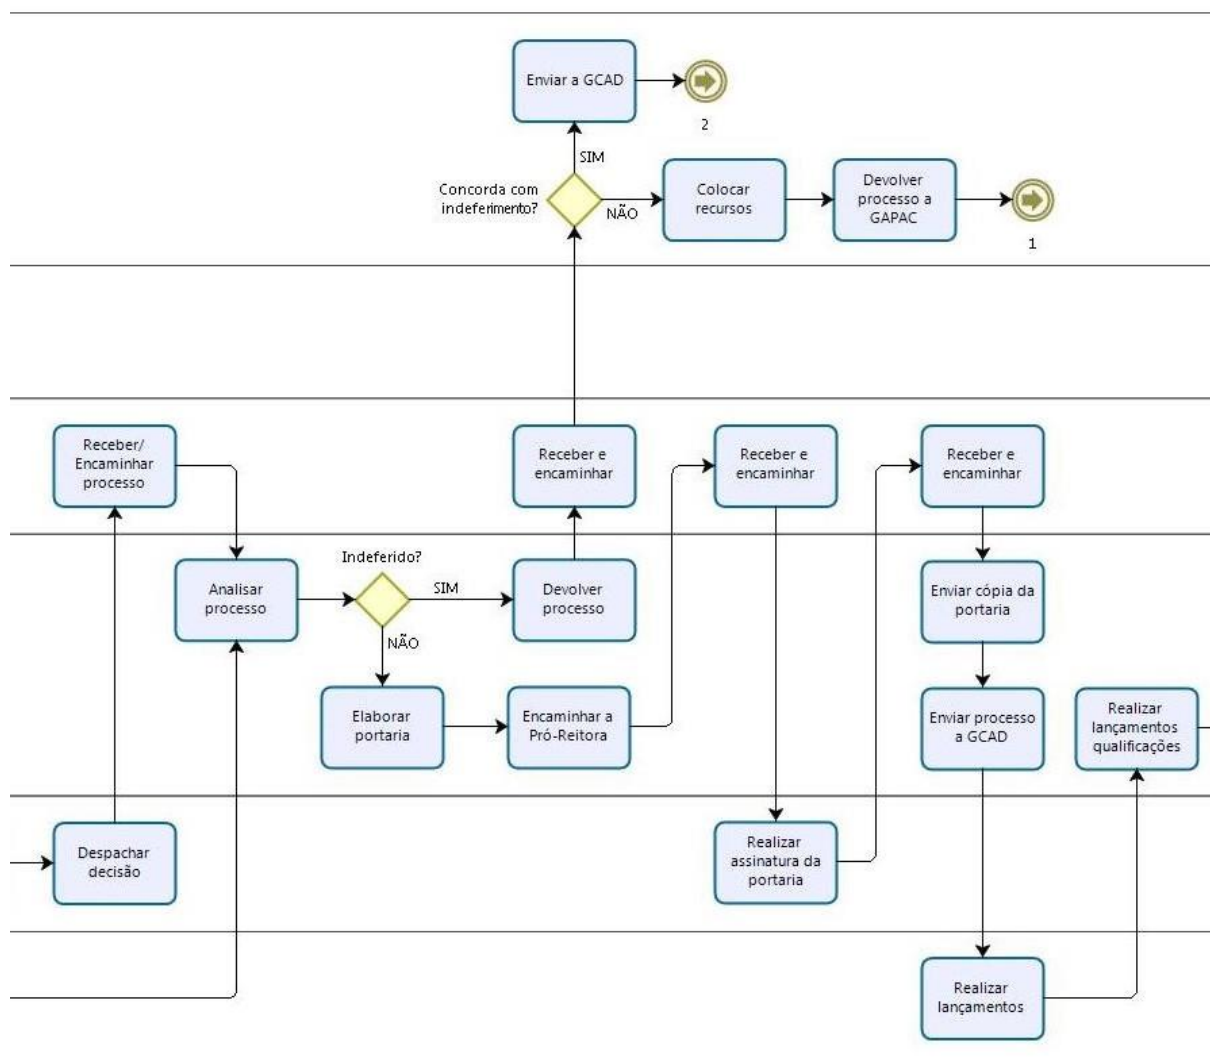 Enviar a GCAD
2
SIM
Concorda com
indeferimento?
NÃO
Colocar
recursos
Devolver
processo a
GAPAC
1
Receber/
Encaminhar
processo
Receber e
encaminhar
Receber e
encaminhar
Receber e
encaminhar
Analisar
processo
Indeferido?
SIM
NÃO
Devolver
processo
Enviar cópia da
portaria
Elaborar
portaria
Encaminhar a
Pró-Reitora
Enviar processo
a GCAD
Realizar
lançamentos
qualificações
Despachar
decisão
Realizar
assinatura da
portaria
Realizar
lançamentos